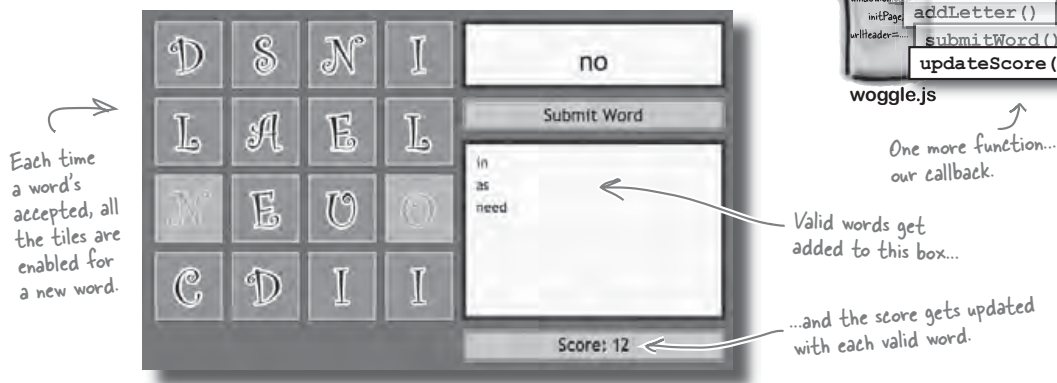 Each time
a word's
accepted, all
the tiles are
enabled for
a new word.
D S N I
L A E L
N E U O
C D I I
no
Submit Word
in
as
need
Score: 12
initPage
urlHeader=....
addLetter()
submitWord()
updateScore(
woggle.js
One more function...
our callback.
Valid words get
added to this box...
...and the score gets updated
with each valid word.